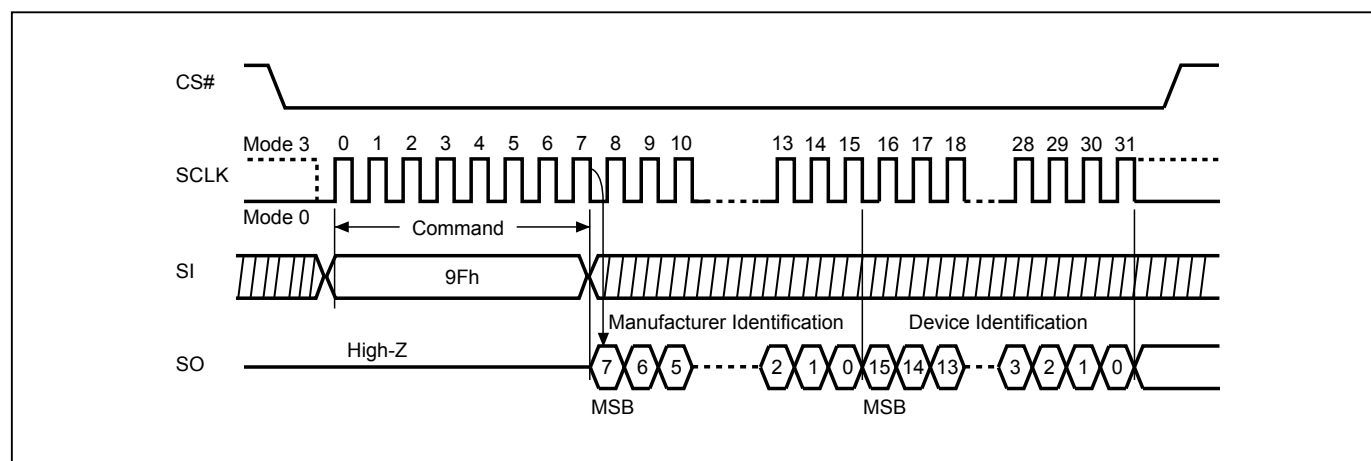 CS#
Mode 3 0 1 2 3 4 5 6 7 8 9 10 13 14 15 16 17 18 28 29 30 31
SCLK
Mode 0
Command
SI 9Fh
Manufacturer Identification Device Identification
High-Z
SO 7 6 5 2 1 0 15 14 13 3 2 1 0
MSB MSB